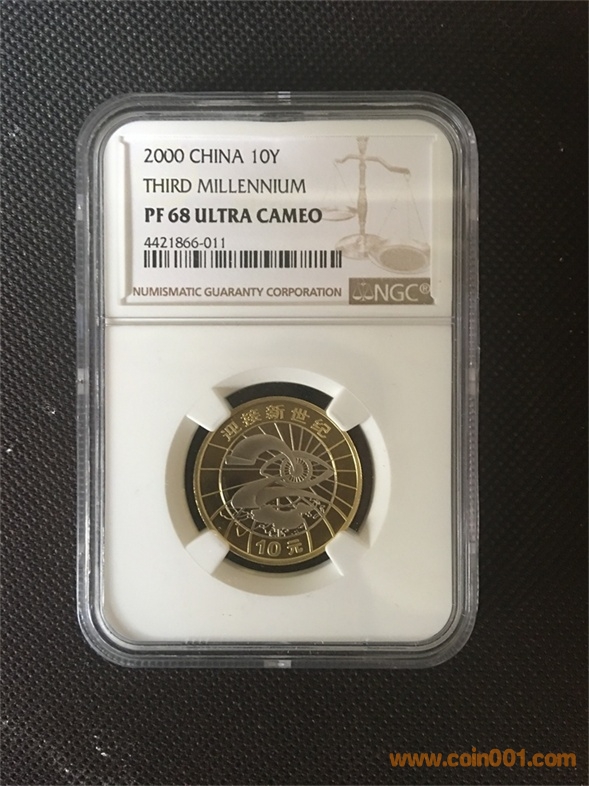 2000 CHINA 10Y
THIRD MILLENNIUM
PF 68 ULTRA CAMEO
4421866-011
NUMISMATIC GUARANTY CORPORATION NGC®
迎接新世纪
10元
www.coin001.com